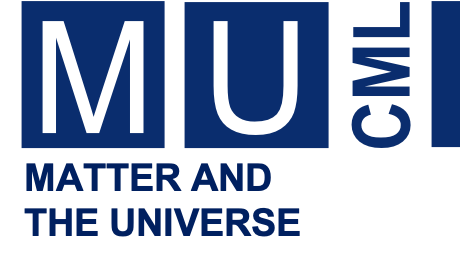 MU
CML
MATTER AND
THE UNIVERSE